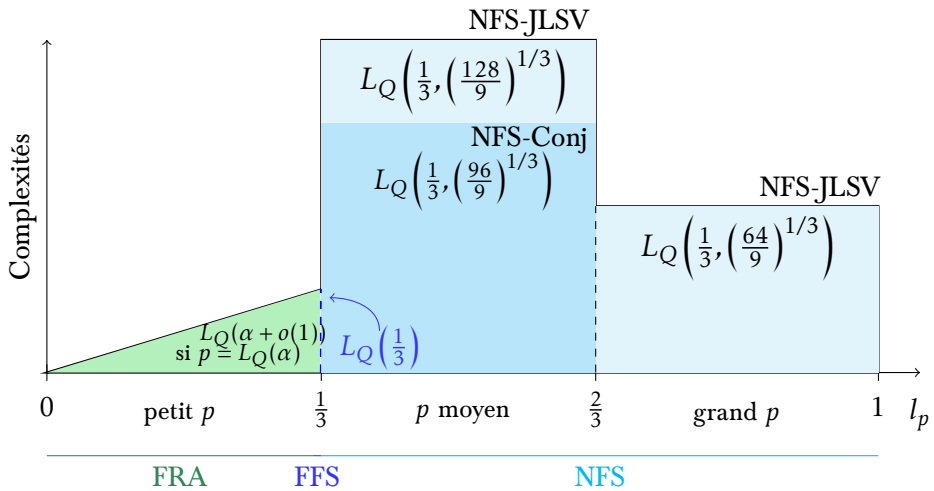 NFS-JLSV
L_Q(1/3, (128/9)^{1/3})
NFS-Conj
L_Q(1/3, (96/9)^{1/3})
NFS-JLSV
L_Q(1/3, (64/9)^{1/3})
Complexités
L_Q(α + o(1))
si p = L_Q(α)
L_Q(1/3)
0 1/3 2/3 1 l_p
petit p p moyen grand p
FRA FFS NFS